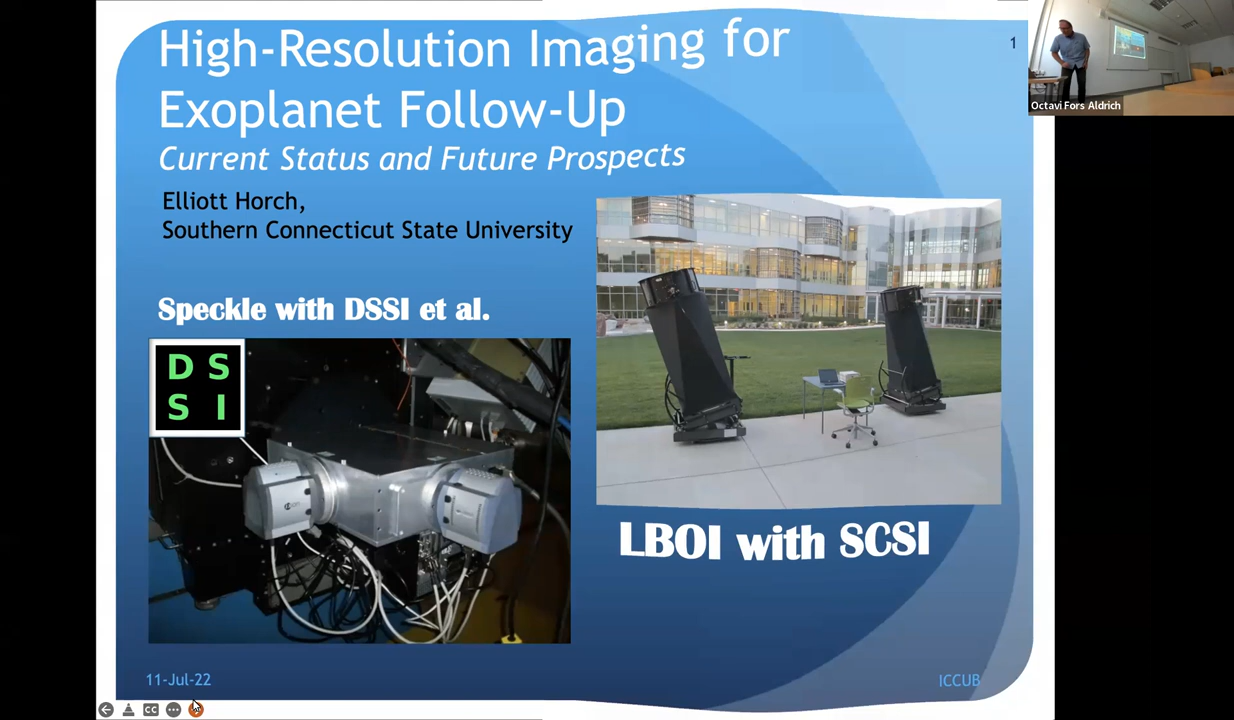 High-Resolution Imaging for
Exoplanet Follow-Up
Current Status and Future Prospects
1
Octavi Fors Aldrich
Elliott Horch,
Southern Connecticut State University
Speckle with DSSI et al.
D S
S I
LBOI with SCSI
11-Jul-22
ICCUB
CC